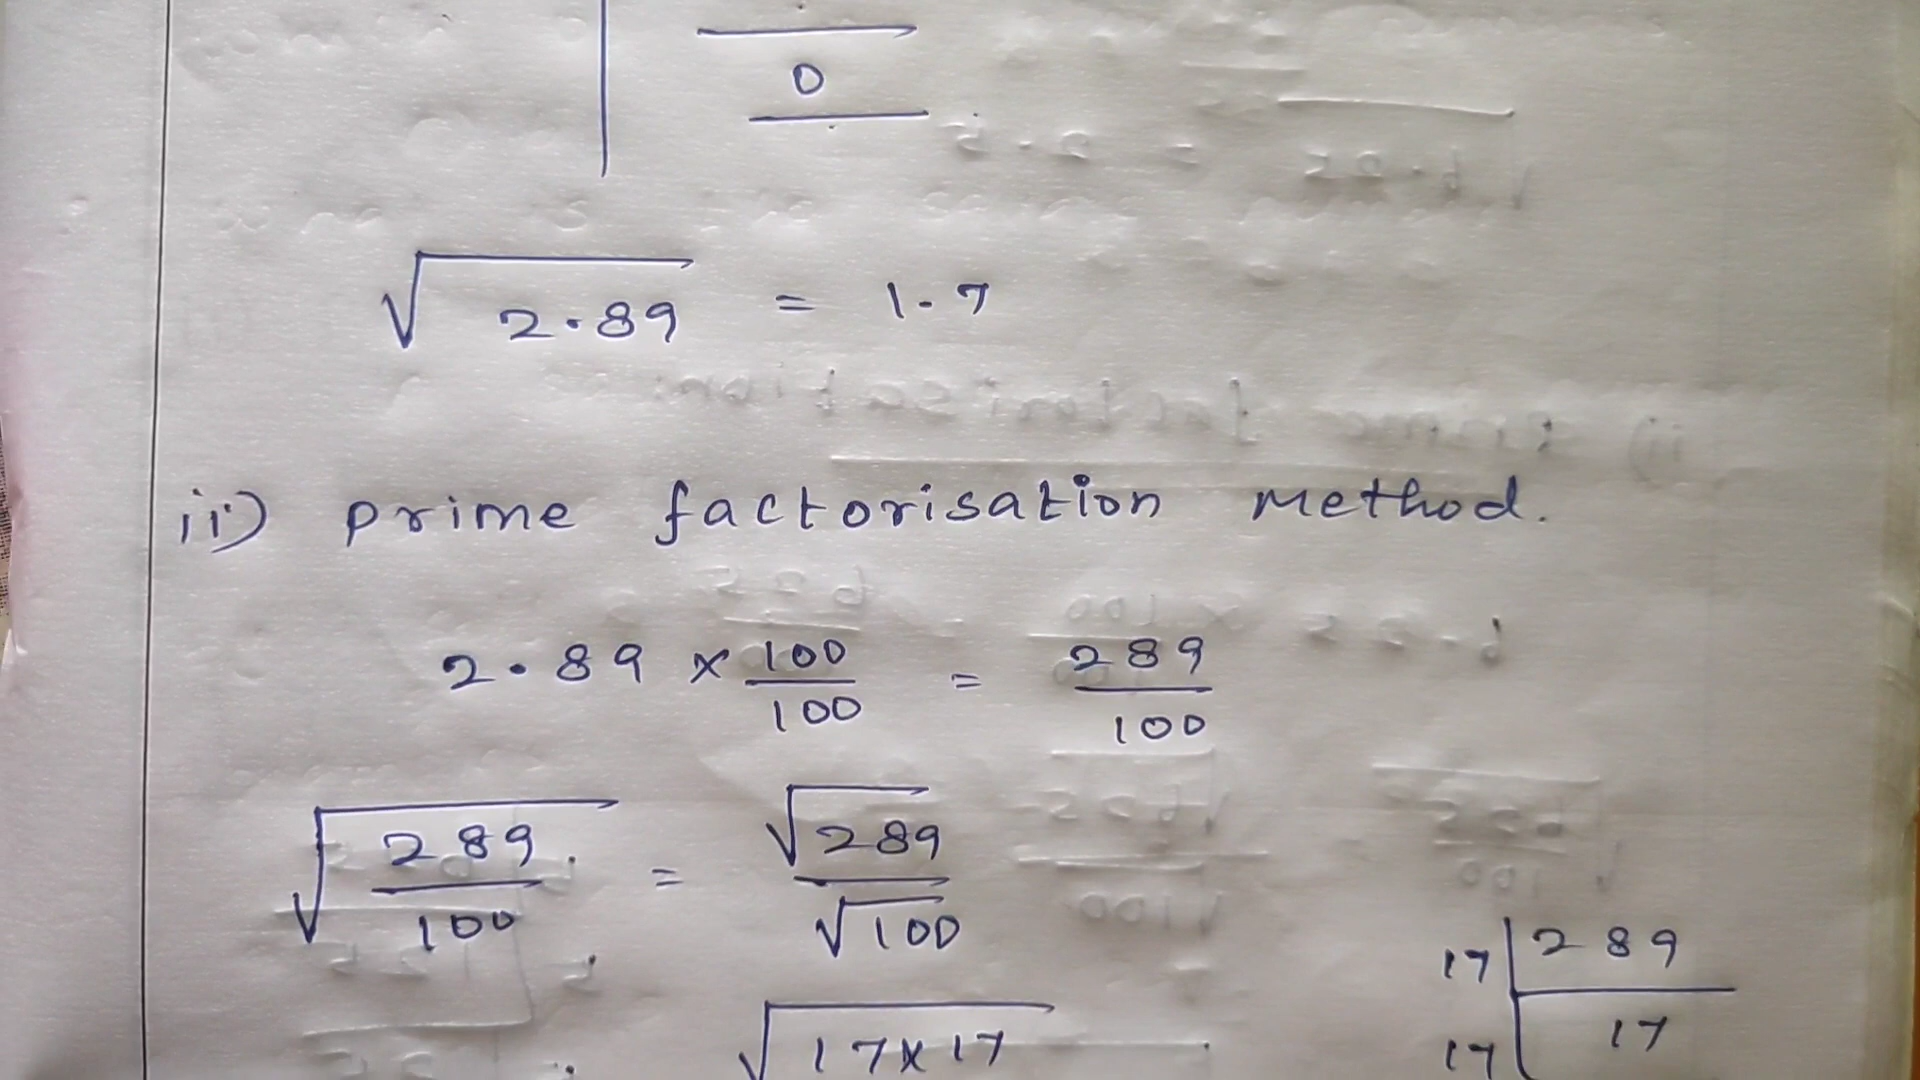 0
√2.89 = 1.7
ii) prime factorisation Method.
2.89 × 100/100 = 289/100
√(289/100) = √289/√100
17 | 289
√17×17
17 | 17